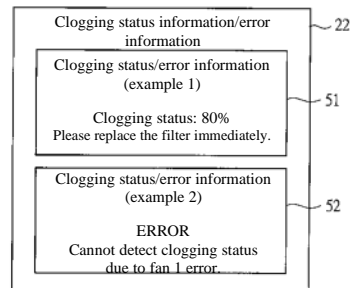 Clogging status information/error
information
22
Clogging status/error information
(example 1)
51
Clogging status: 80%
Please replace the filter immediately.
Clogging status/error information
(example 2)
52
ERROR
Cannot detect clogging status
due to fan 1 error.